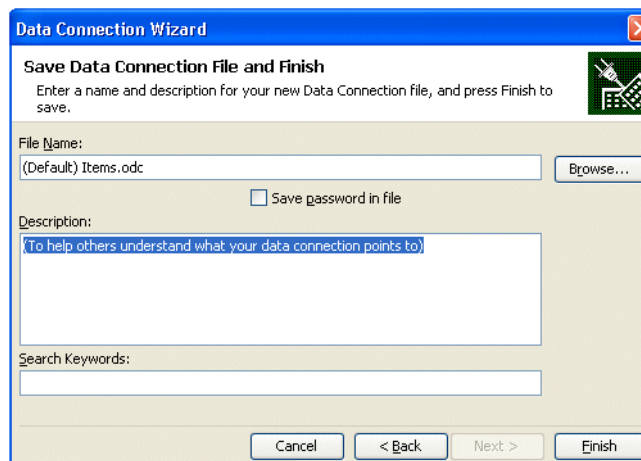 Data Connection Wizard
Save Data Connection File and Finish
Enter a name and description for your new Data Connection file, and press Finish to
save.
File Name:
(Default) Items.odc
Browse...
Save password in file
Description:
(To help others understand what your data connection points to)
Search Keywords:
Cancel
< Back
Next >
Finish